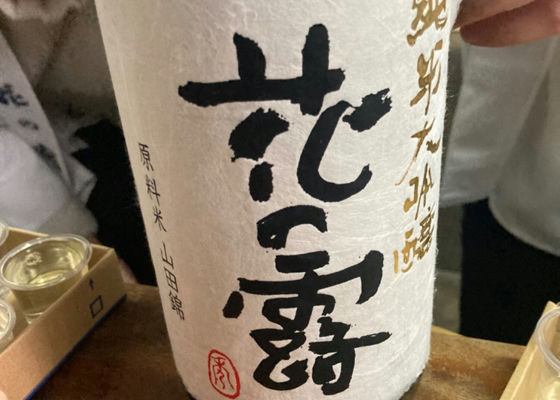 純米大吟醸
花の露
原料米 山田錦